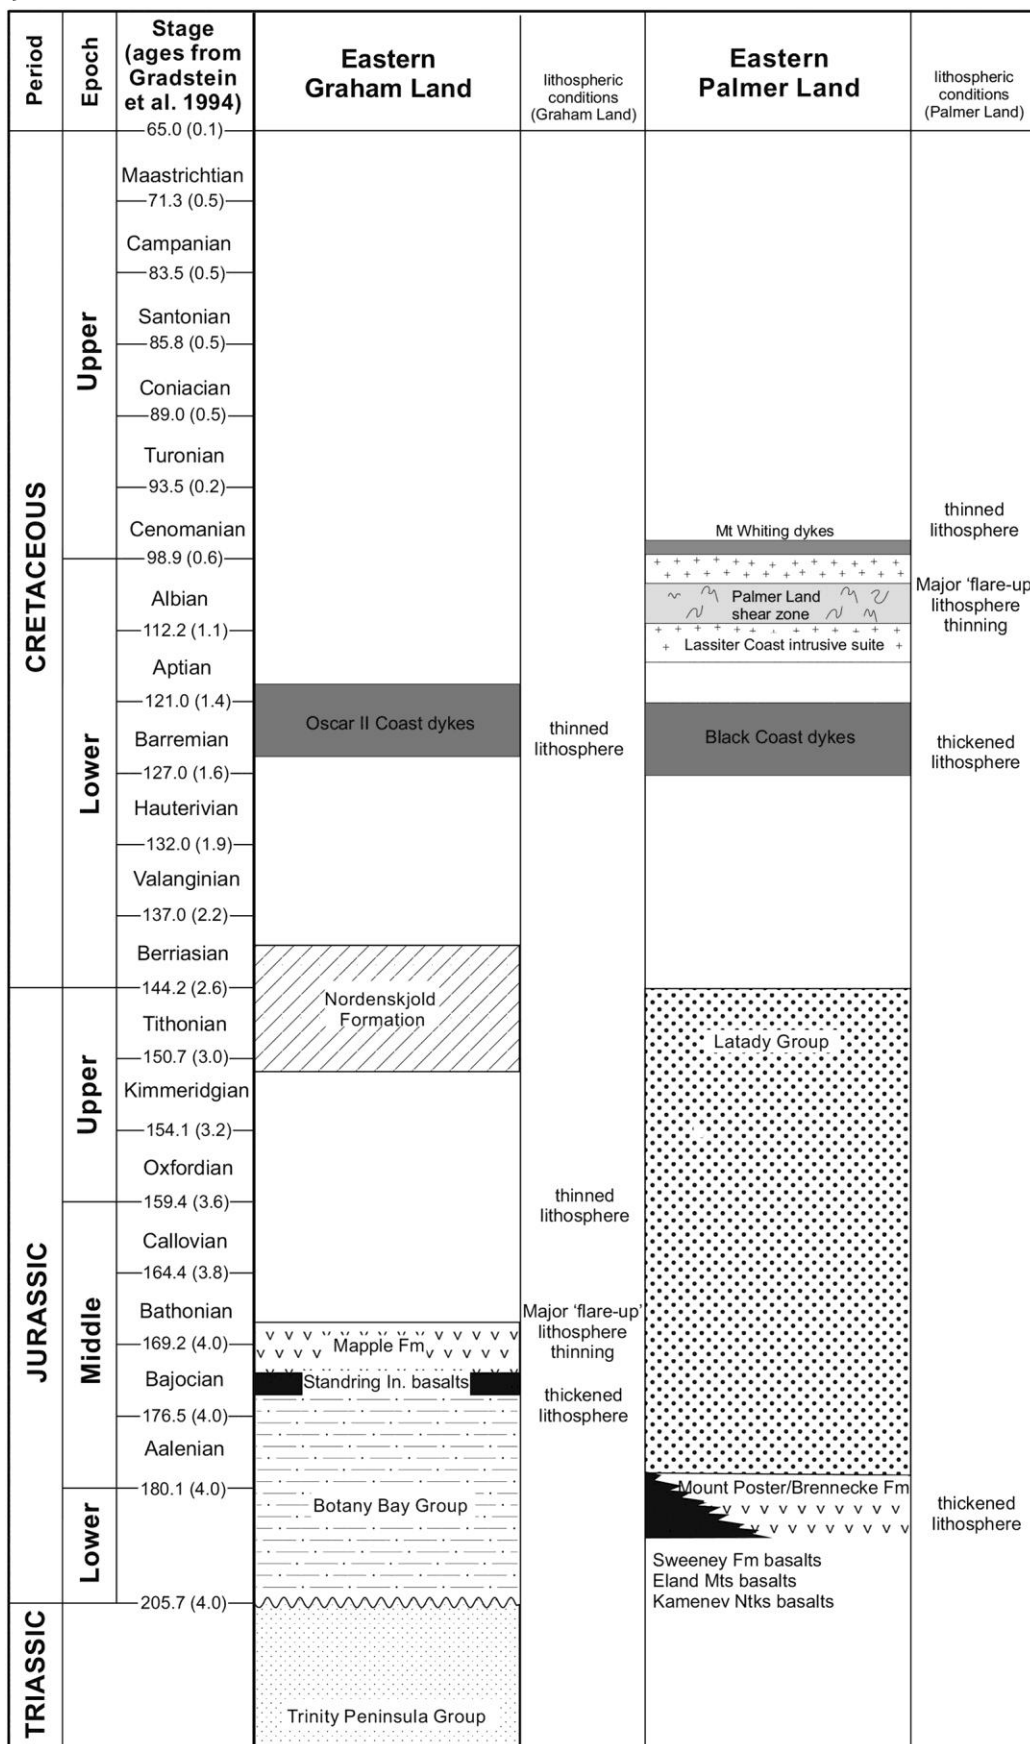 Period
Epoch
Stage
(ages from
Gradstein
et al. 1994)
Eastern
Graham Land
lithospheric
conditions
(Graham Land)
Eastern
Palmer Land
lithospheric
conditions
(Palmer Land)
CRETACEOUS
JURASSIC
TRIASSIC
Upper
Lower
Upper
Middle
Lower
65.0 (0.1)
Maastrichtian
71.3 (0.5)
Campanian
83.5 (0.5)
Santonian
85.8 (0.5)
Coniacian
89.0 (0.5)
Turonian
93.5 (0.2)
Cenomanian
98.9 (0.6)
Albian
112.2 (1.1)
Aptian
121.0 (1.4)
Barremian
127.0 (1.6)
Hauterivian
132.0 (1.9)
Valanginian
137.0 (2.2)
Berriasian
144.2 (2.6)
Tithonian
150.7 (3.0)
Kimmeridgian
154.1 (3.2)
Oxfordian
159.4 (3.6)
Callovian
164.4 (3.8)
Bathonian
169.2 (4.0)
Bajocian
176.5 (4.0)
Aalenian
180.1 (4.0)
205.7 (4.0)
Oscar II Coast dykes
Nordenskjold
Formation
Mapple Fm
Standring In. basalts
Botany Bay Group
Trinity Peninsula Group
thinned
lithosphere
thinned
lithosphere
Major 'flare-up'
lithosphere
thinning
thickened
lithosphere
Mt Whiting dykes
Palmer Land
shear zone
Lassiter Coast intrusive suite
Black Coast dykes
Latady Group
Mount Poster/Brennecke Fm
Sweeney Fm basalts
Eland Mts basalts
Kamenev Ntks basalts
thinned
lithosphere
Major 'flare-up
lithosphere
thinning
thickened
lithosphere
thickened
lithosphere